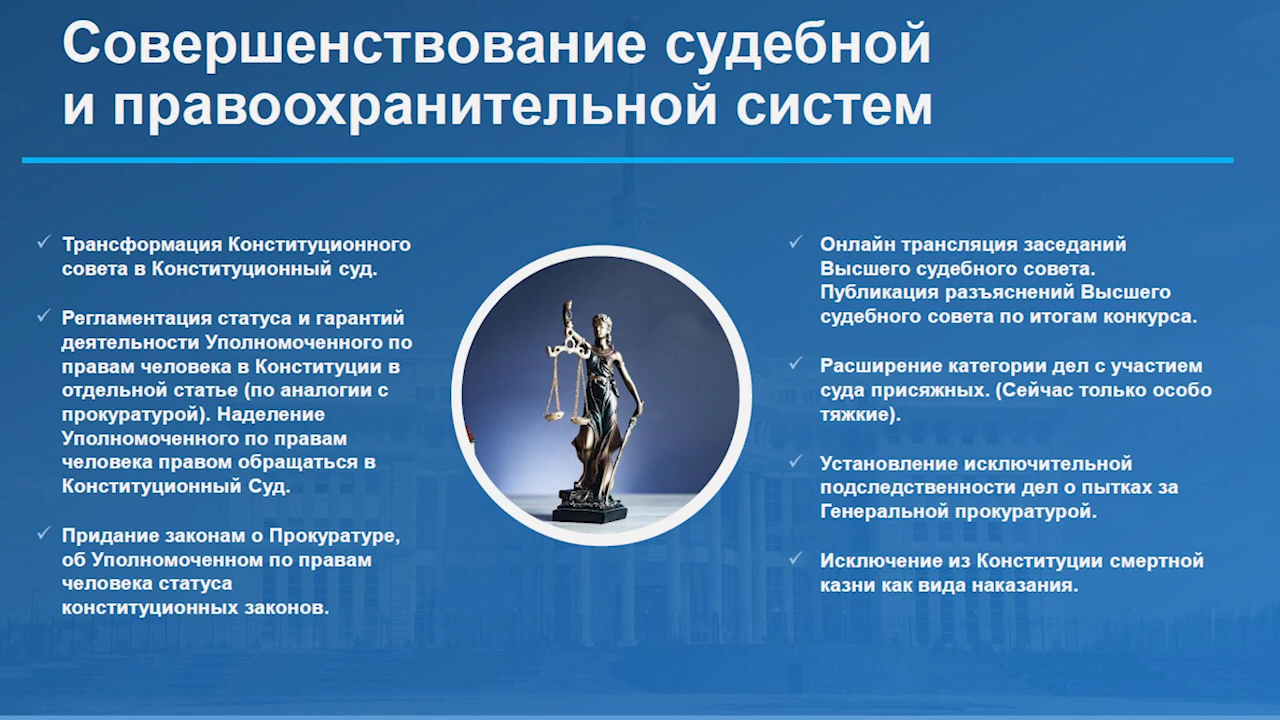 Совершенствование судебной
и правоохранительной систем
Трансформация Конституционного
совета в Конституционный суд.
Регламентация статуса и гарантий
деятельности Уполномоченного по
правам человека в Конституции в
отдельной статье (по аналогии с
прокуратурой). Наделение
Уполномоченного по правам
человека правом обращаться в
Конституционный Суд.
Придание законам о Прокуратуре,
об Уполномоченном по правам
человека статуса
конституционных законов.
Онлайн трансляция заседаний
Высшего судебного совета.
Публикация разъяснений Высшего
судебного совета по итогам конкурса.
Расширение категории дел с участием
суда присяжных. (Сейчас только особо
тяжкие).
Установление исключительной
подследственности дел о пытках за
Генеральной прокуратурой.
Исключение из Конституции смертной
казни как вида наказания.